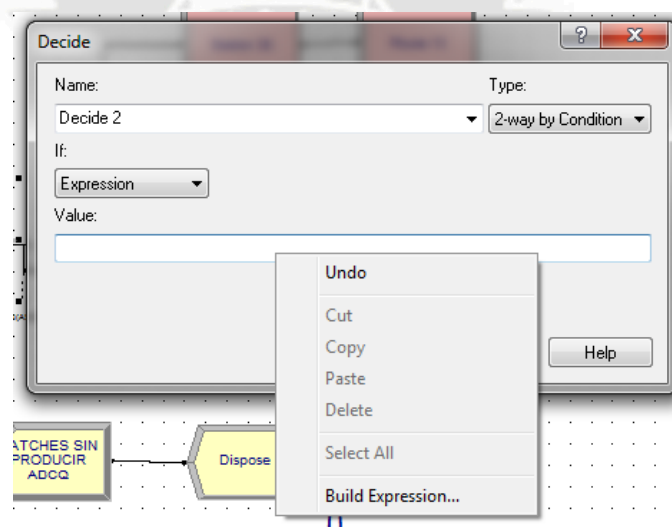 Decide
Name:
Type:
Decide 2
2-way by Condition
If:
Expression
Value:
Undo
Cut
Copy
Paste
Delete
Select All
Build Expression...
Help
ATCHES SIN
PRODUCIR
ABCQ
Dispose